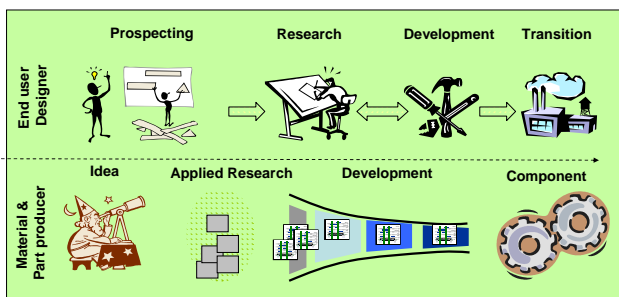 Prospecting
Research
Development
Transition
End user
Designer
Idea
Applied Research
Development
Component
Material &
Part producer